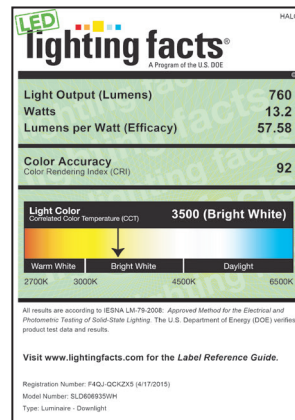 LED
HALO
lighting facts®
A Program of the U.S. DOE
Light Output (Lumens) 760
Watts 13.2
Lumens per Watt (Efficacy) 57.58
Color Accuracy
Color Rendering Index (CRI) 92
Light Color
Correlated Color Temperature (CCT) 3500 (Bright White)
Warm White Bright White Daylight
2700K 3000K 4500K 6500K
All results are according to IESNA LM-79-2008: Approved Method for the Electrical and
Photometric Testing of Solid-State Lighting. The U.S. Department of Energy (DOE) verifies
product test data and results.
Visit www.lightingfacts.com for the Label Reference Guide.
Registration Number: F4QJ-QCKZX5 (4/17/2015)
Model Number: SLD606935WH
Type: Luminaire - Downlight